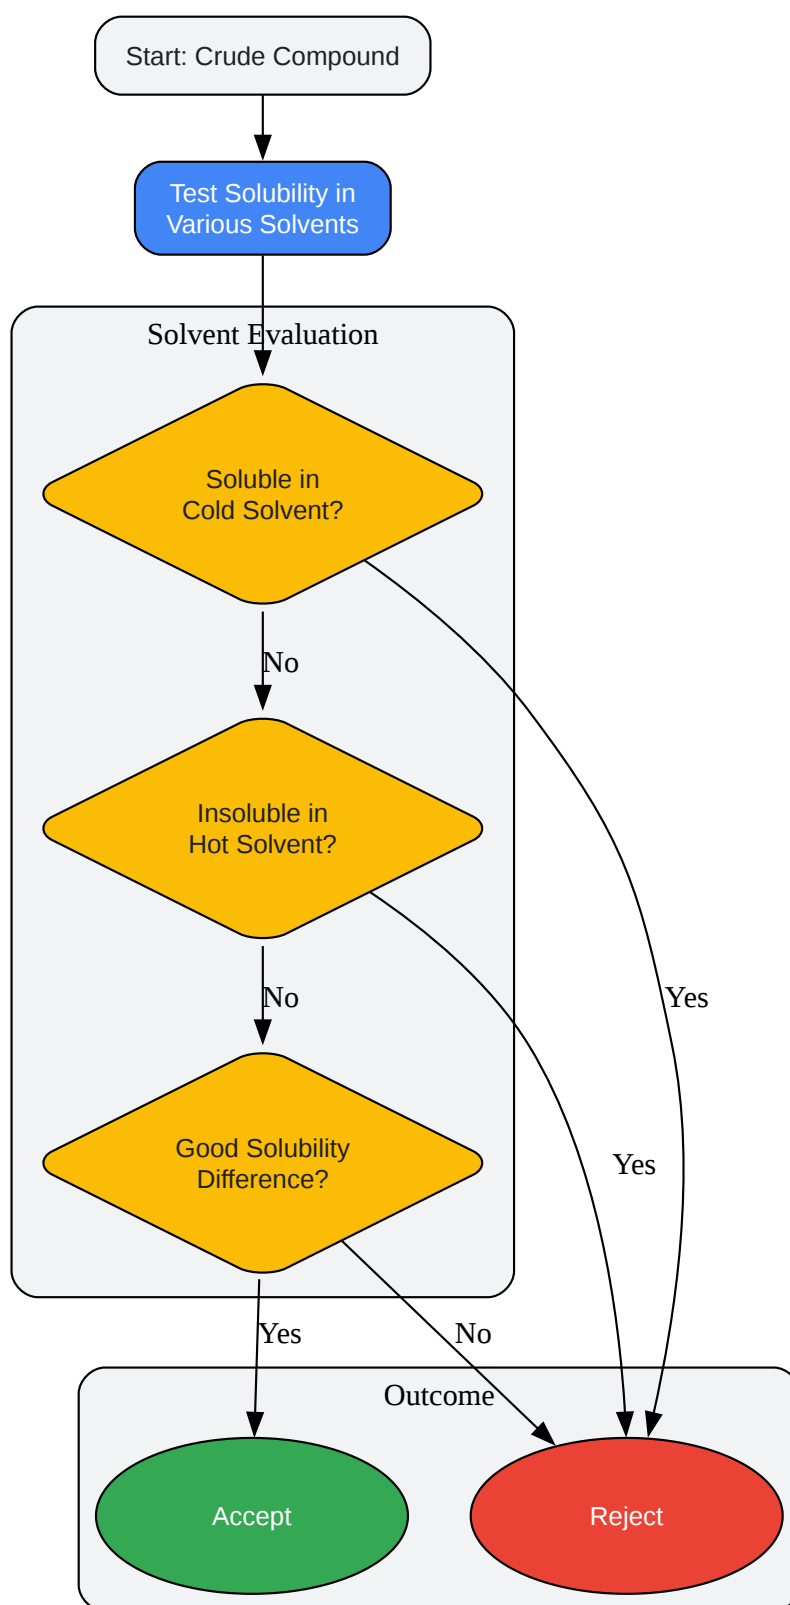 Start: Crude Compound
Test Solubility in
Various Solvents
Solvent Evaluation
Soluble in
Cold Solvent?
No
Insoluble in
Hot Solvent?
No
Yes
Good Solubility
Difference?
Yes
Yes
No
Outcome
Accept
Reject